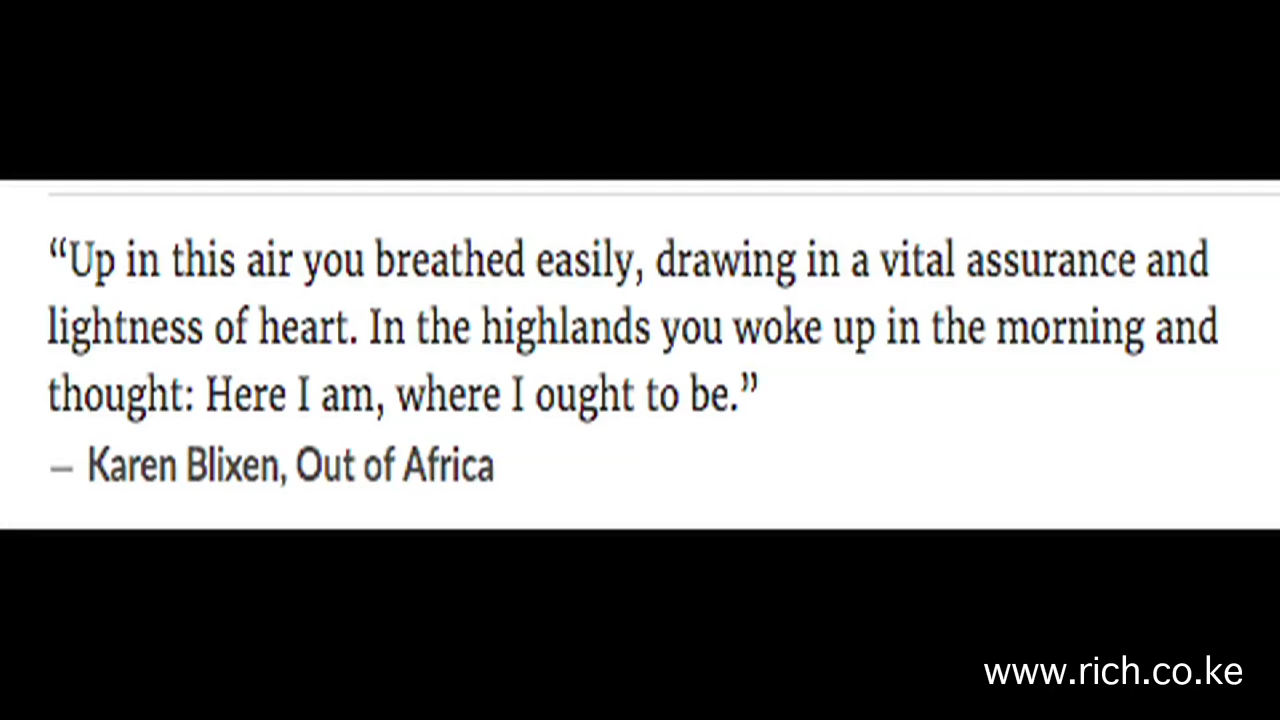 “Up in this air you breathed easily, drawing in a vital assurance and
lightness of heart. In the highlands you woke up in the morning and
thought: Here I am, where I ought to be.”
— Karen Blixen, Out of Africa
www.rich.co.ke